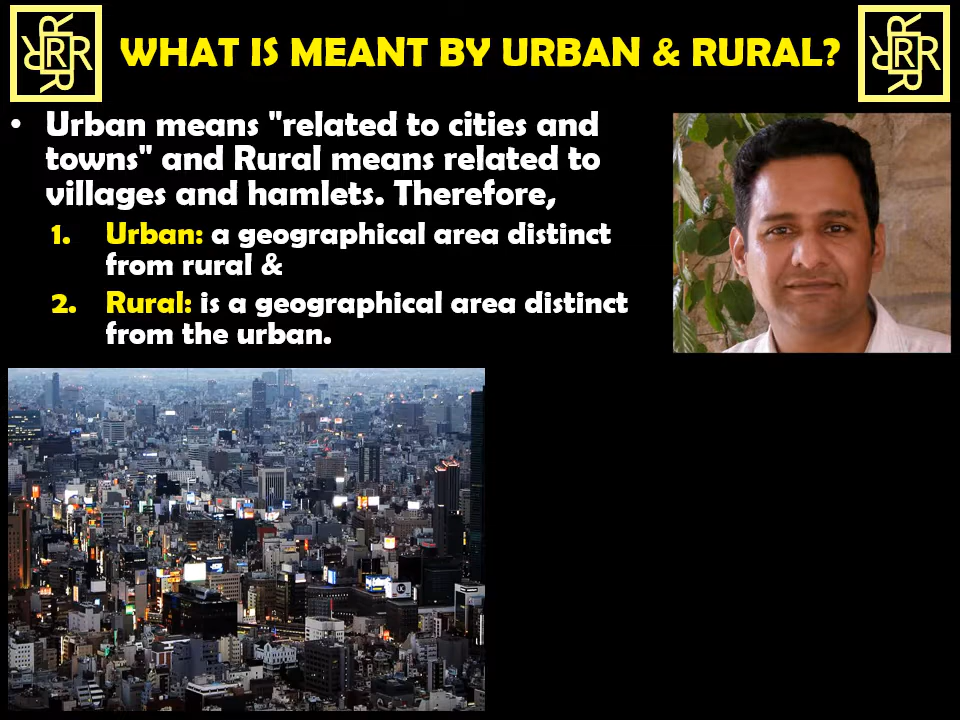 WHAT IS MEANT BY URBAN & RURAL?
• Urban means "related to cities and
towns" and Rural means related to
villages and hamlets. Therefore,
1. Urban: a geographical area distinct
from rural &
2. Rural: is a geographical area distinct
from the urban.